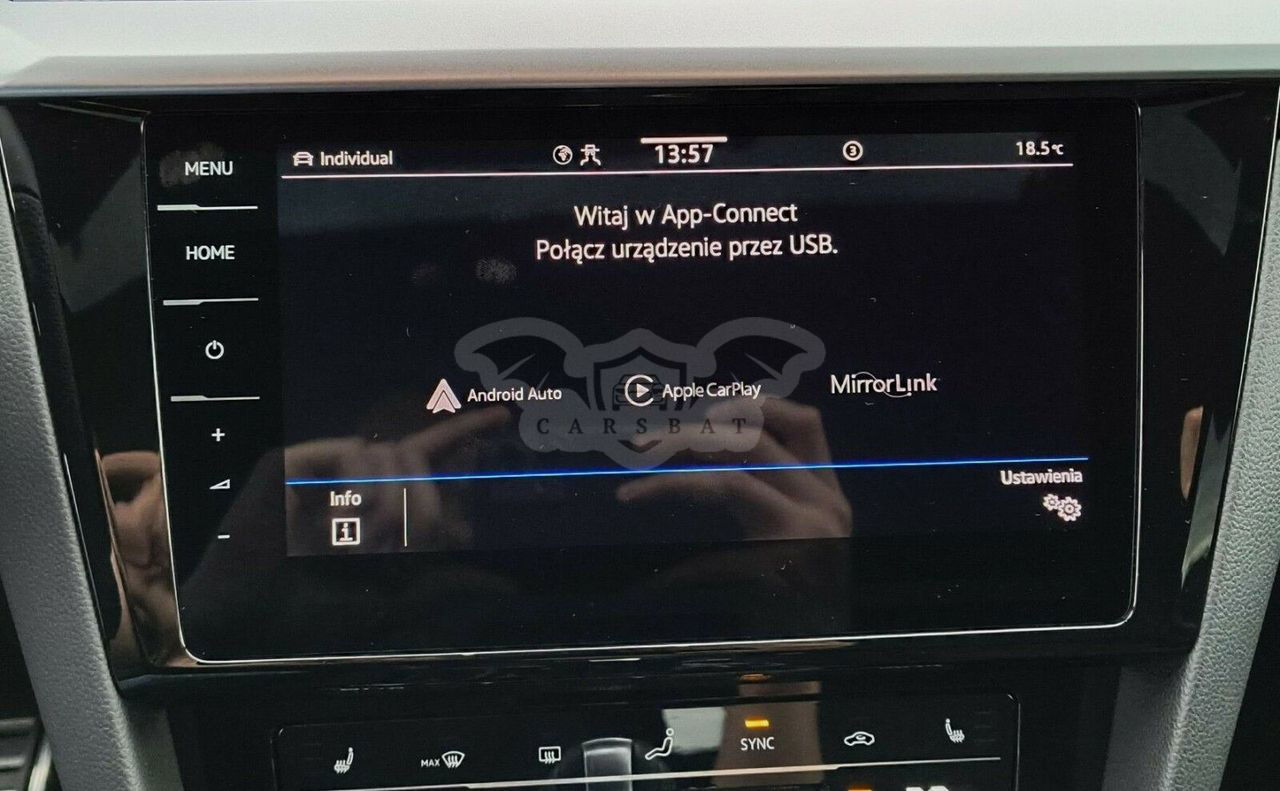 MENU
HOME
Individual
13:57
3
18.5°C
Witaj w App-Connect
Połącz urządzenie przez USB.
Android Auto
Apple CarPlay
MirrorLink
CARSBAT
Info
Ustawienia
MAX
SYNC